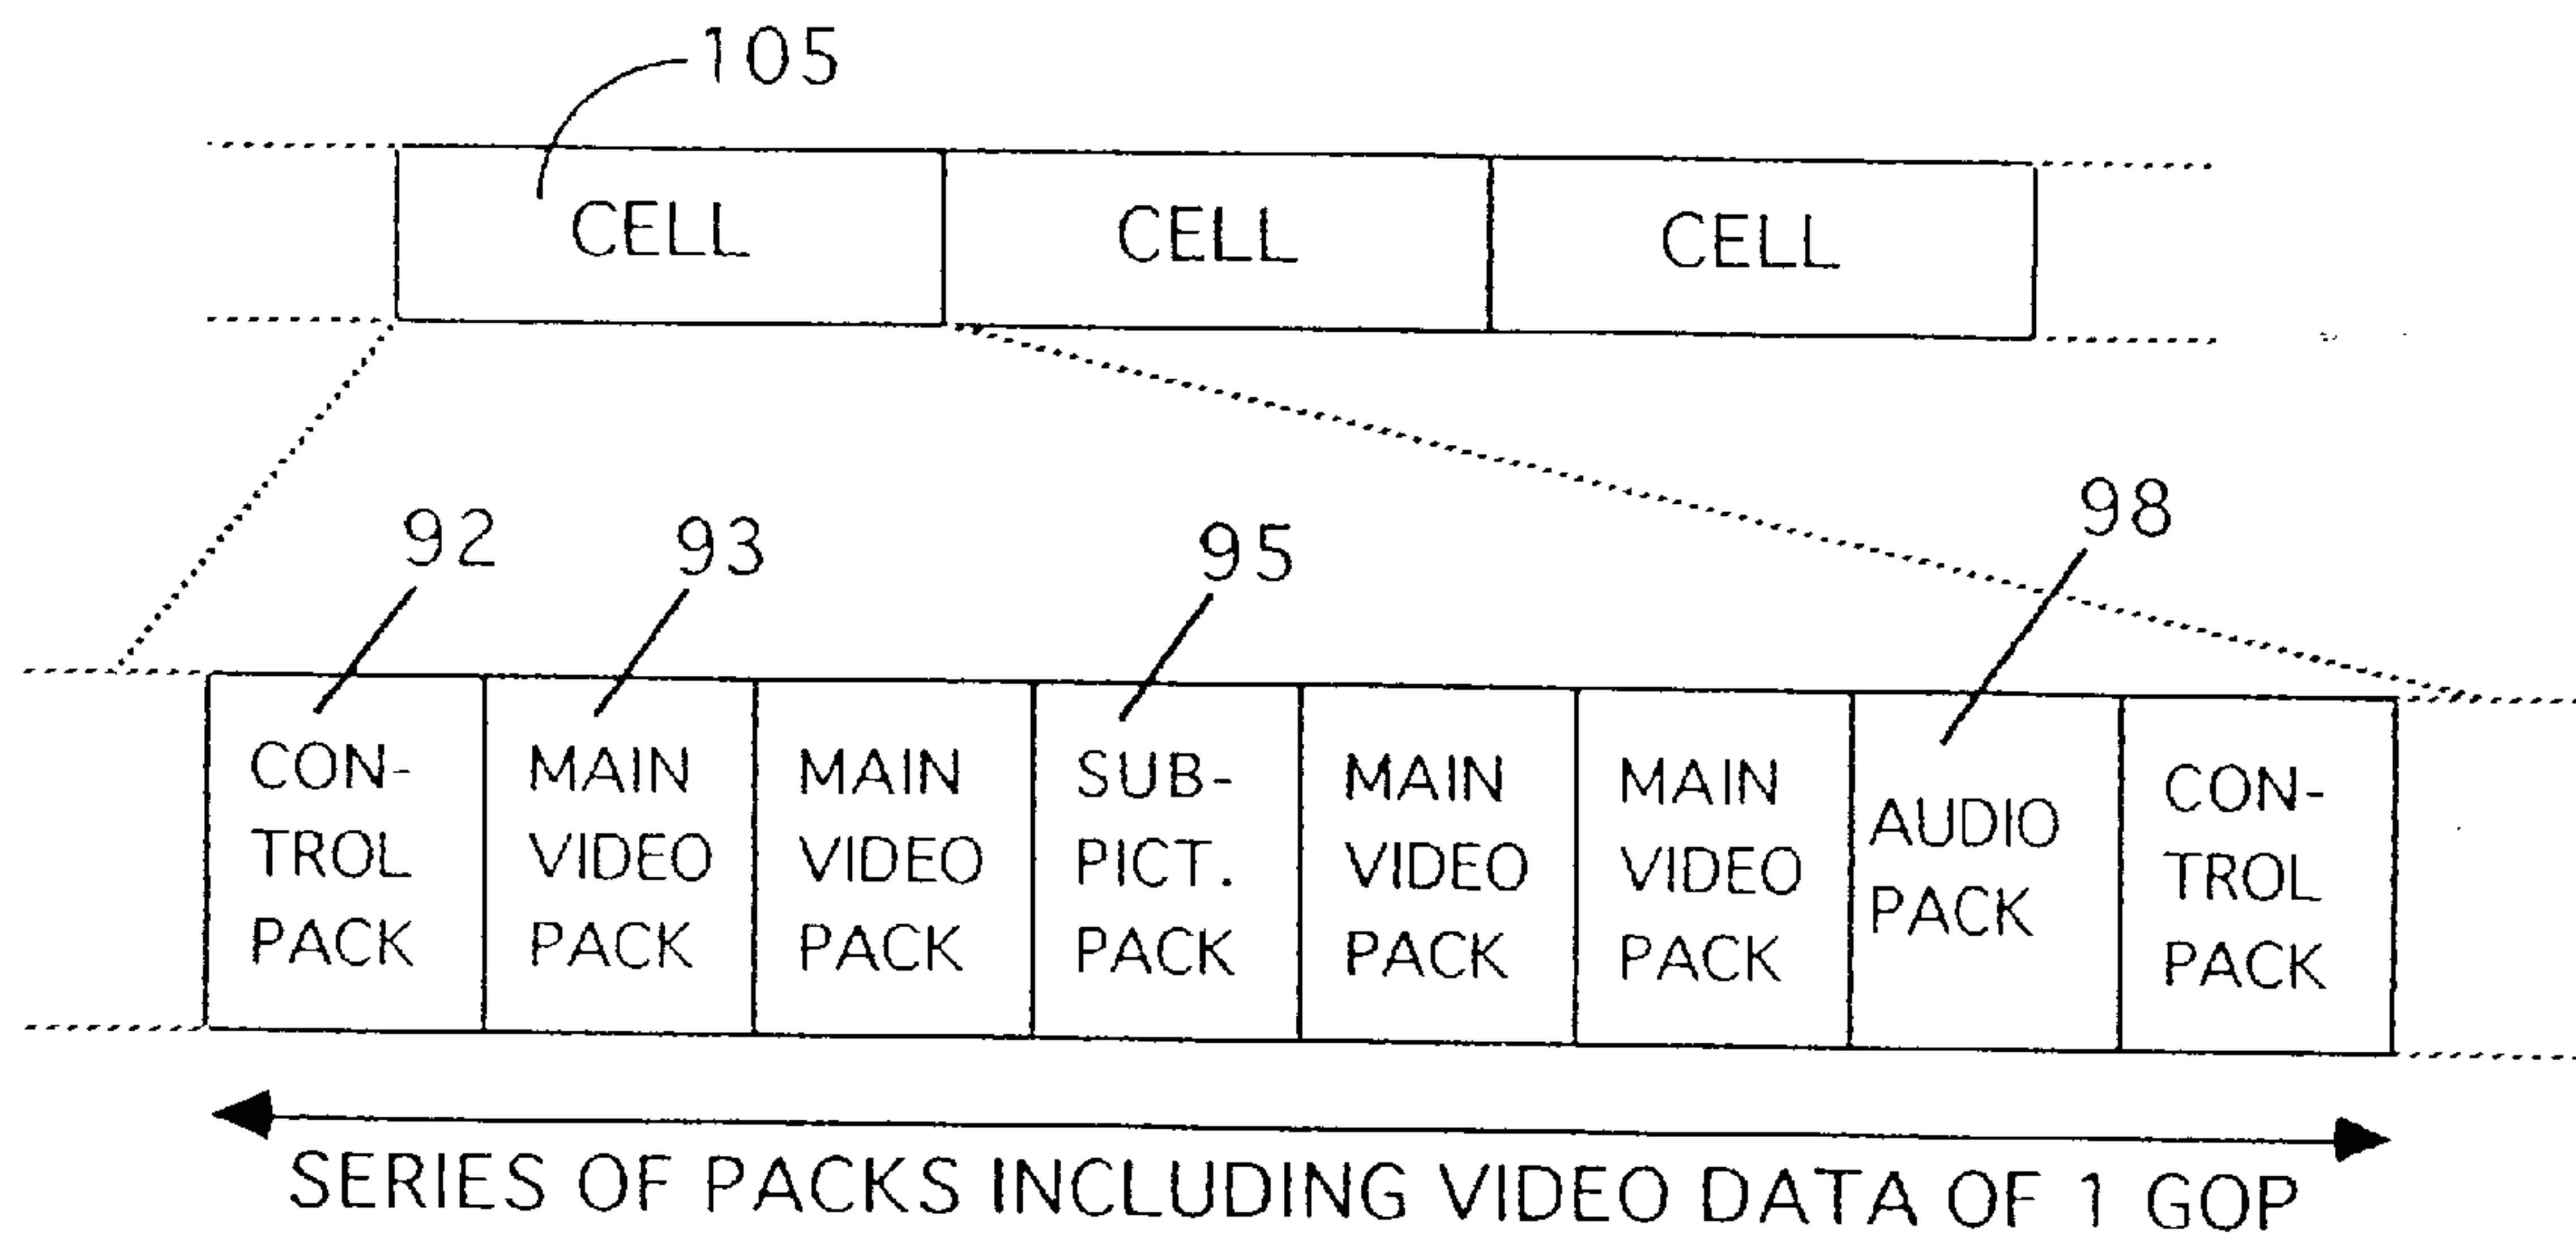 105
CELL
CELL
CELL
92
93
95
98
CON-
TROL
PACK
MAIN
VIDEO
PACK
MAIN
VIDEO
PACK
SUB-
PICT.
PACK
MAIN
VIDEO
PACK
MAIN
VIDEO
PACK
AUDIO
PACK
CON-
TROL
PACK
SERIES OF PACKS INCLUDING VIDEO DATA OF 1 GOP